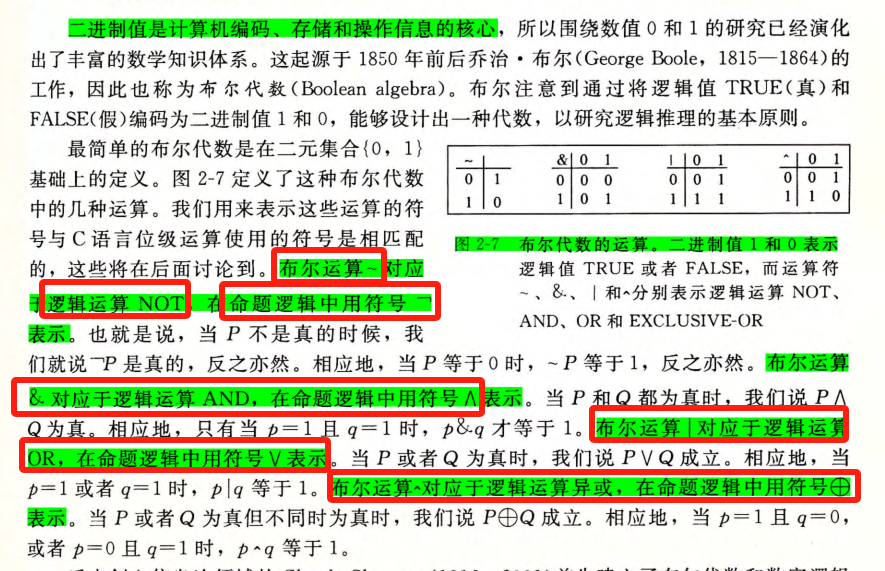 二进制值是计算机编码、存储和操作信息的核心，所以围绕数值 0 和 1 的研究已经演化
出了丰富的数学知识体系。这起源于 1850 年前后乔治·布尔(George Boole，1815—1864)的
工作，因此也称为布尔代数(Boolean algebra)。布尔注意到通过将逻辑值 TRUE(真)和
FALSE(假)编码为二进制值 1 和 0，能够设计出一种代数，以研究逻辑推理的基本原则。
最简单的布尔代数是在二元集合{0，1}
基础上的定义。图 2-7 定义了这种布尔代数
中的几种运算。我们用来表示这些运算的符
号与 C 语言位级运算使用的符号是相匹配
的，这些将在后面讨论到。布尔运算~对应
于逻辑运算 NOT，在命题逻辑中用符号 ¬
表示。也就是说，当 P 不是真的时候，我
~ & 0 1 | 0 1 ^ 0 1
0 1 0 0 0 0 0 1 0 0 1
1 0 1 0 1 1 1 1 1 1 0
图 2-7 布尔代数的运算。二进制值 1 和 0 表示
逻辑值 TRUE 或者 FALSE，而运算符
~、&、| 和^分别表示逻辑运算 NOT、
AND、OR 和 EXCLUSIVE-OR
们就说¬P 是真的，反之亦然。相应地，当 P 等于 0 时，~P 等于 1，反之亦然。布尔运算
& 对应于逻辑运算 AND，在命题逻辑中用符号 ∧ 表示。当 P 和 Q 都为真时，我们说 P∧
Q 为真。相应地，只有当 p=1 且 q=1 时，p&q 才等于 1。布尔运算 | 对应于逻辑运算
OR，在命题逻辑中用符号 ∨ 表示。当 P 或者 Q 为真时，我们说 P∨Q 成立。相应地，当
p=1 或者 q=1 时，p|q 等于 1。布尔运算^对应于逻辑运算异或，在命题逻辑中用符号⊕
表示。当 P 或者 Q 为真但不同时为真时，我们说 P⊕Q 成立。相应地，当 p=1 且 q=0，
或者 p=0 且 q=1 时，p^q 等于 1。